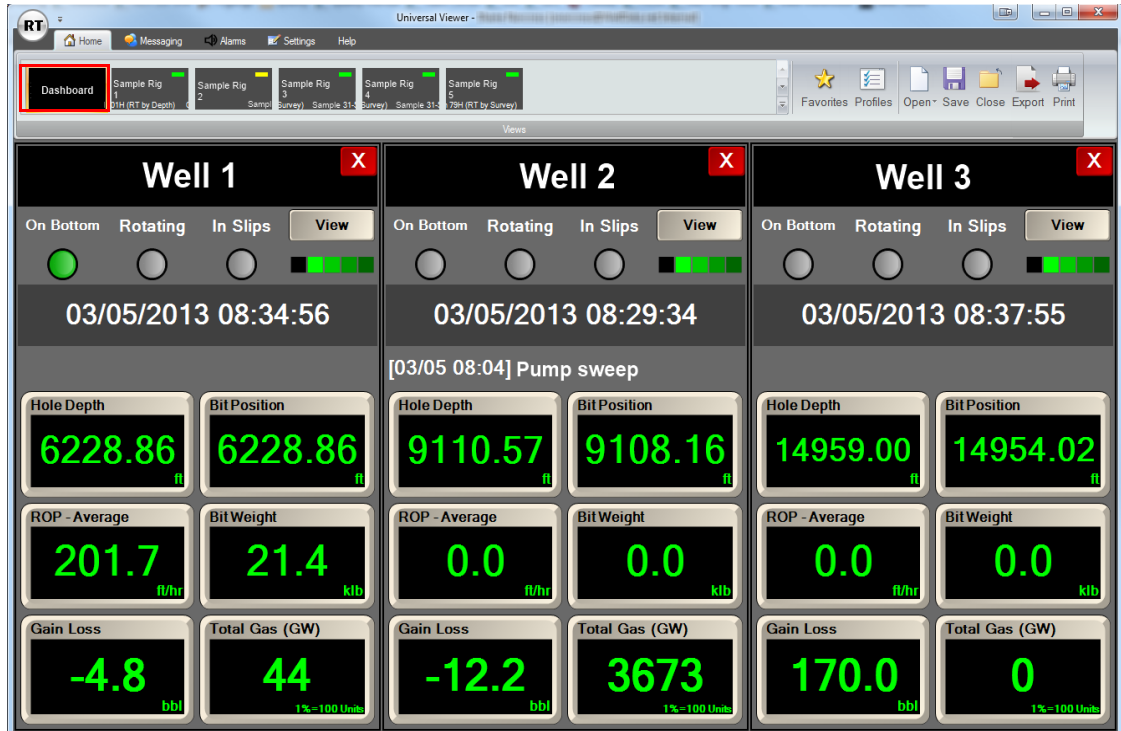 Universal Viewer -
RT
Home Messaging Alarms Settings Help
Dashboard
Sample Rig
1
01H (RT by Depth)
Sample Rig
2
Sampl
Sample Rig
3
Survey) Sample 31-
Sample Rig
4
Survey) Sample 31-
Sample Rig
5
79H (RT by Survey)
Favorites Profiles Open Save Close Export Print
Views
Well 1 X
On Bottom Rotating In Slips View
03/05/2013 08:34:56
Hole Depth Bit Position
6228.86 ft 6228.86 ft
ROP - Average Bit Weight
201.7 ft/hr 21.4 klb
Gain Loss Total Gas (GW)
-4.8 bbl 44 1%=100 Units
Well 2 X
On Bottom Rotating In Slips View
03/05/2013 08:29:34
[03/05 08:04] Pump sweep
Hole Depth Bit Position
9110.57 ft 9108.16 ft
ROP - Average Bit Weight
0.0 ft/hr 0.0 klb
Gain Loss Total Gas (GW)
-12.2 bbl 3673 1%=100 Units
Well 3 X
On Bottom Rotating In Slips View
03/05/2013 08:37:55
Hole Depth Bit Position
14959.00 ft 14954.02 ft
ROP - Average Bit Weight
0.0 ft/hr 0.0 klb
Gain Loss Total Gas (GW)
170.0 bbl 0 1%=100 Units